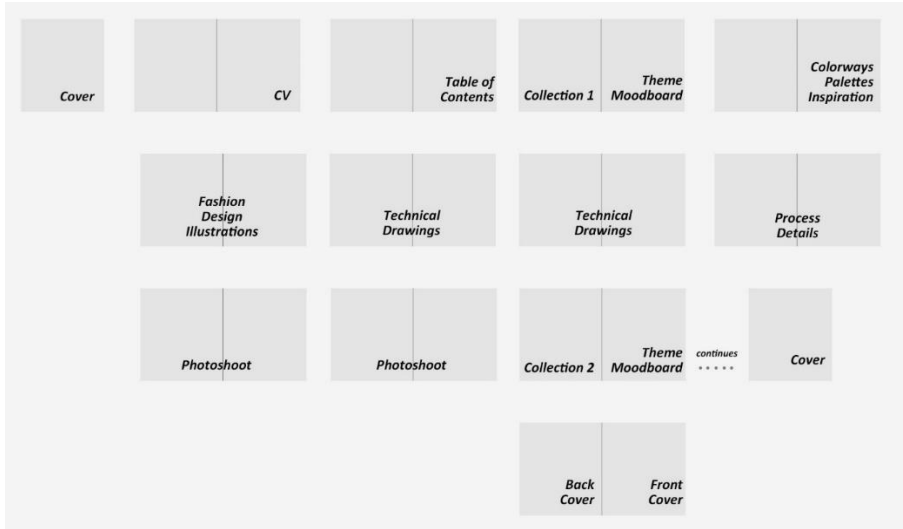 Cover
CV
Table of
Contents
Collection 1
Theme
Moodboard
Colorways
Palettes
Inspiration
Fashion
Design
Illustrations
Technical
Drawings
Technical
Drawings
Process
Details
Photoshoot
Photoshoot
Collection 2
Theme
Moodboard
continues
Cover
Back
Cover
Front
Cover